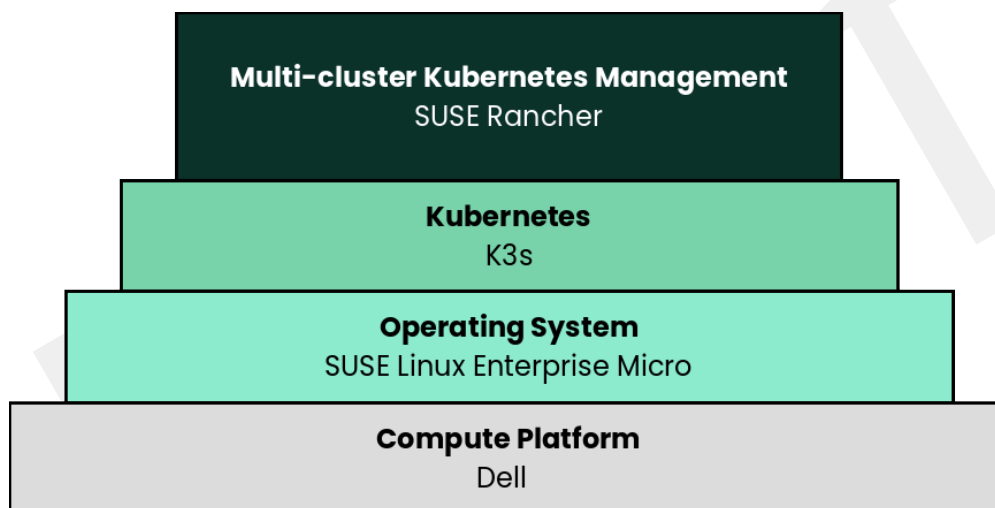 Multi-cluster Kubernetes Management
SUSE Rancher
Kubernetes
K3s
Operating System
SUSE Linux Enterprise Micro
Compute Platform
Dell